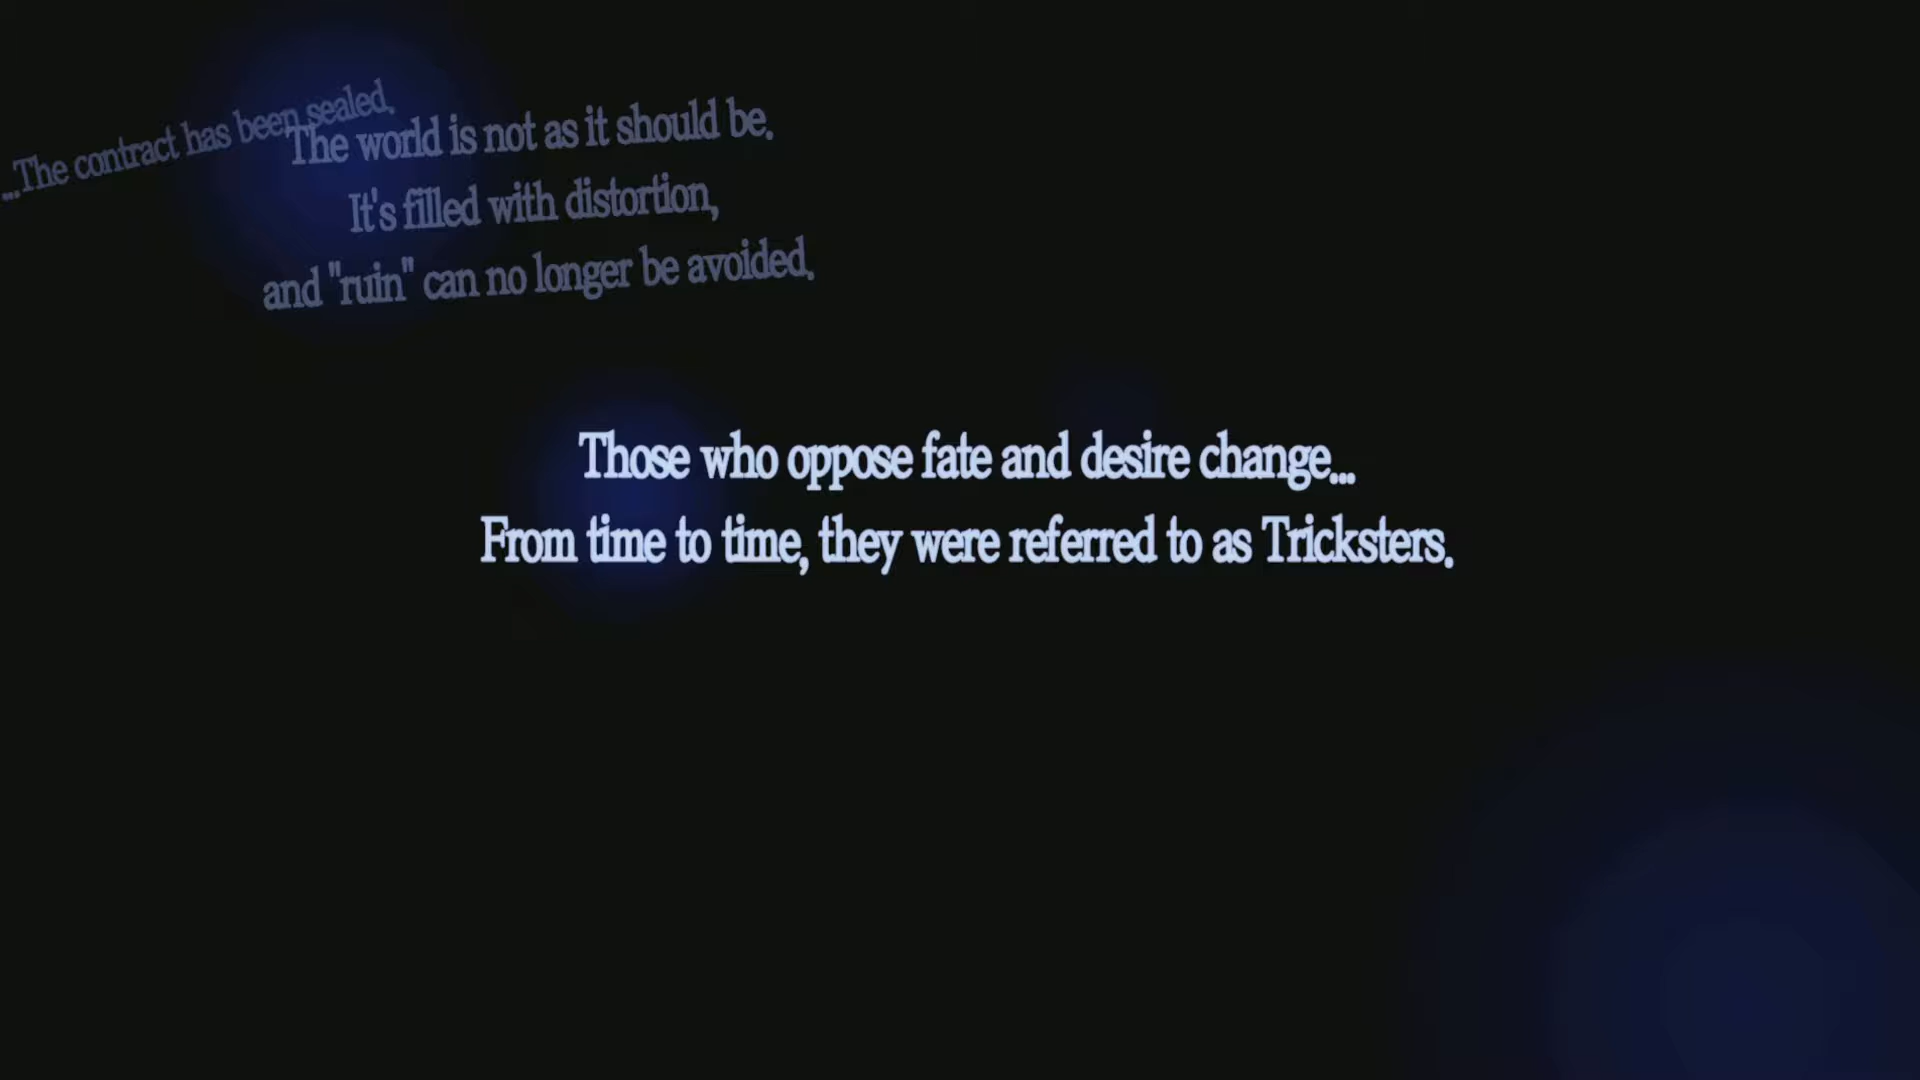 ...The contract has been sealed.
The world is not as it should be.
It's filled with distortion,
and "ruin" can no longer be avoided.
Those who oppose fate and desire change...
From time to time, they were referred to as Tricksters.